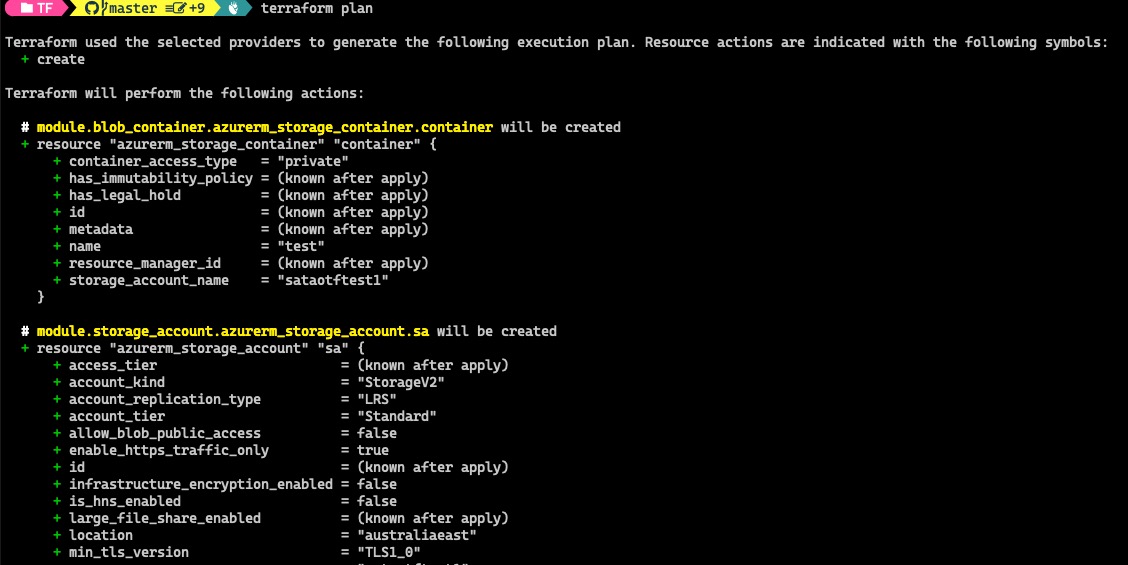 TF master +9 terraform plan
Terraform used the selected providers to generate the following execution plan. Resource actions are indicated with the following symbols:
+ create
Terraform will perform the following actions:
# module.blob_container.azurerm_storage_container.container will be created
+ resource "azurerm_storage_container" "container" {
+ container_access_type = "private"
+ has_immutability_policy = (known after apply)
+ has_legal_hold = (known after apply)
+ id = (known after apply)
+ metadata = (known after apply)
+ name = "test"
+ resource_manager_id = (known after apply)
+ storage_account_name = "sataotftest1"
}
# module.storage_account.azurerm_storage_account.sa will be created
+ resource "azurerm_storage_account" "sa" {
+ access_tier = (known after apply)
+ account_kind = "StorageV2"
+ account_replication_type = "LRS"
+ account_tier = "Standard"
+ allow_blob_public_access = false
+ enable_https_traffic_only = true
+ id = (known after apply)
+ infrastructure_encryption_enabled = false
+ is_hns_enabled = false
+ large_file_share_enabled = (known after apply)
+ location = "australiaeast"
+ min_tls_version = "TLS1_0"